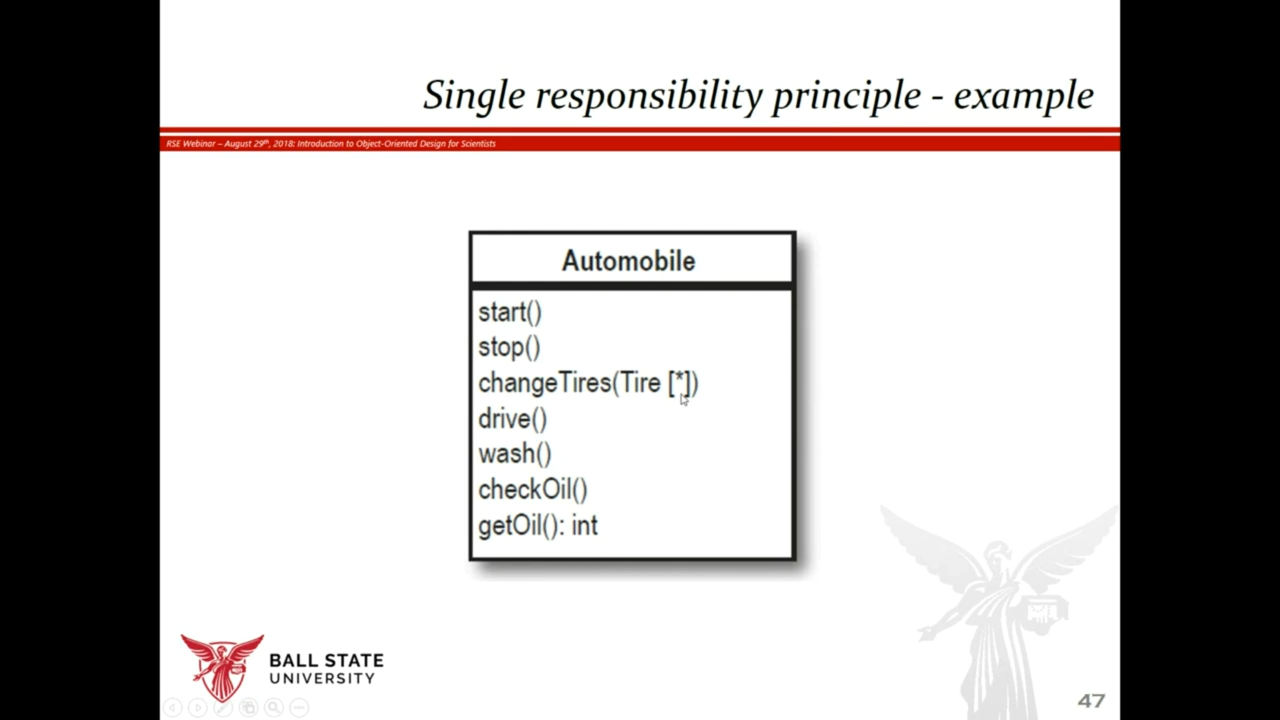 Single responsibility principle - example
RSE Webinar – August 29th, 2018: Introduction to Object-Oriented Design for Scientists
Automobile
start()
stop()
changeTires(Tire [*])
drive()
wash()
checkOil()
getOil(): int
BALL STATE
UNIVERSITY
47